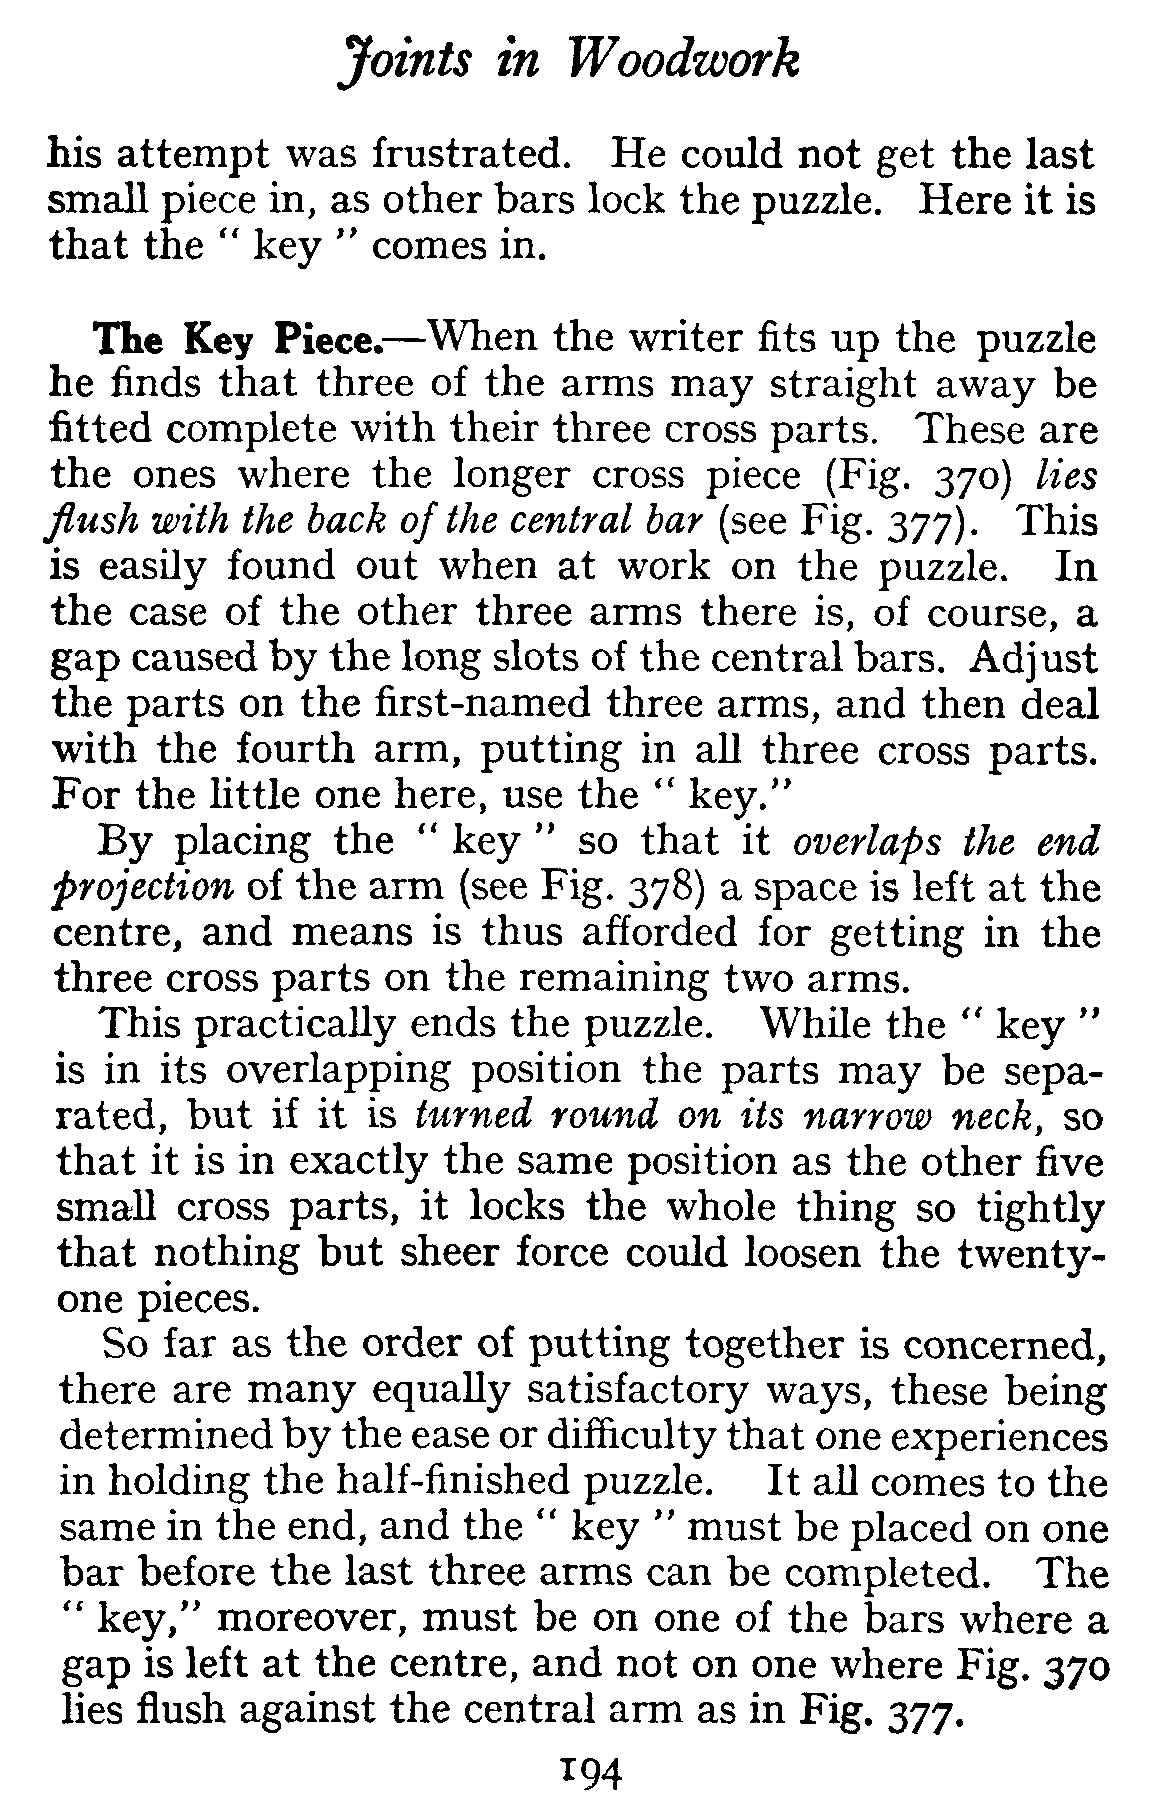 Joints in Woodwork
his attempt was frustrated. He could not get the last
small piece in, as other bars lock the puzzle. Here it is
that the “ key ” comes in.
The Key Piece.—When the writer fits up the puzzle
he finds that three of the arms may straight away be
fitted complete with their three cross parts. These are
the ones where the longer cross piece (Fig. 370) lies
flush with the back of the central bar (see Fig. 377). This
is easily found out when at work on the puzzle. In
the case of the other three arms there is, of course, a
gap caused by the long slots of the central bars. Adjust
the parts on the first-named three arms, and then deal
with the fourth arm, putting in all three cross parts.
For the little one here, use the “ key.”
By placing the “ key ” so that it overlaps the end
projection of the arm (see Fig. 378) a space is left at the
centre, and means is thus afforded for getting in the
three cross parts on the remaining two arms.
This practically ends the puzzle. While the “ key ”
is in its overlapping position the parts may be sepa-
rated, but if it is turned round on its narrow neck, so
that it is in exactly the same position as the other five
small cross parts, it locks the whole thing so tightly
that nothing but sheer force could loosen the twenty-
one pieces.
So far as the order of putting together is concerned,
there are many equally satisfactory ways, these being
determined by the ease or difficulty that one experiences
in holding the half-finished puzzle. It all comes to the
same in the end, and the “ key ” must be placed on one
bar before the last three arms can be completed. The
“ key,” moreover, must be on one of the bars where a
gap is left at the centre, and not on one where Fig. 370
lies flush against the central arm as in Fig. 377.
194